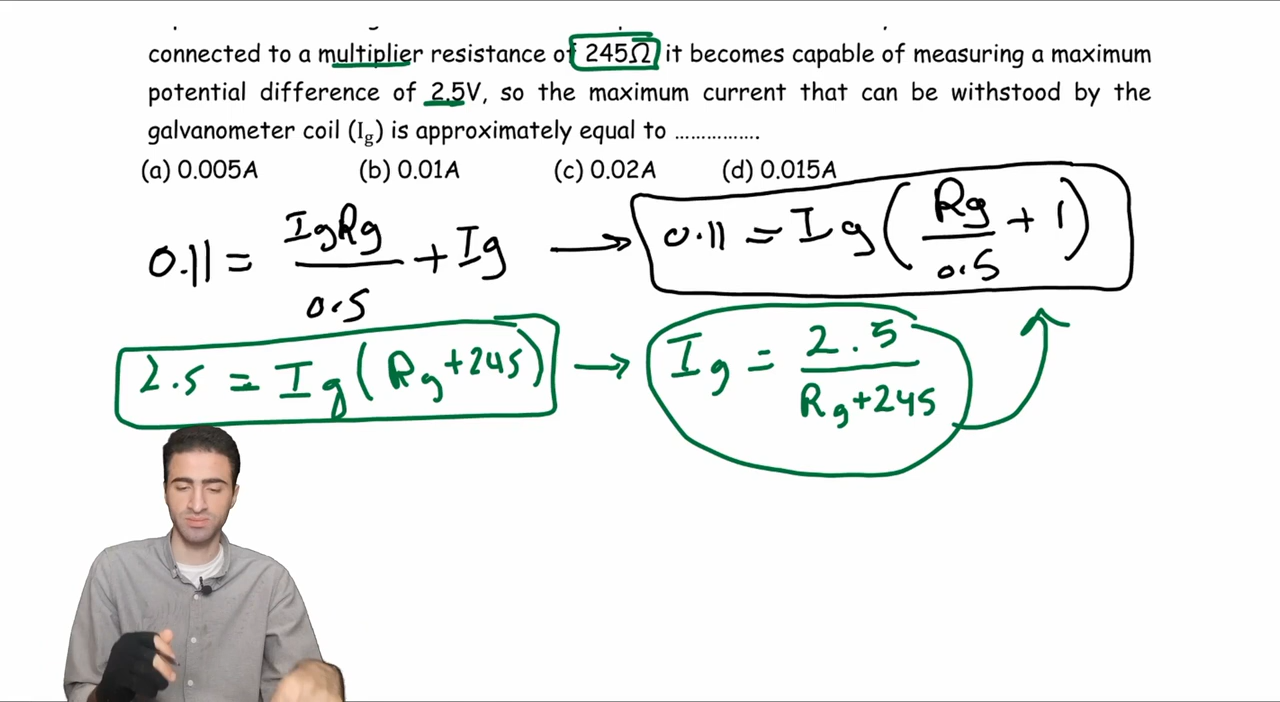 connected to a multiplier resistance of 245Ω it becomes capable of measuring a maximum
potential difference of 2.5V, so the maximum current that can be withstood by the
galvanometer coil (Ig) is approximately equal to ................
(a) 0.005A (b) 0.01A (c) 0.02A (d) 0.015A
0.11 = IgRg/0.5 + Ig → 0.11 = Ig(Rg/0.5 + 1)
2.5 = Ig(Rg+245) → Ig = 2.5/Rg+245